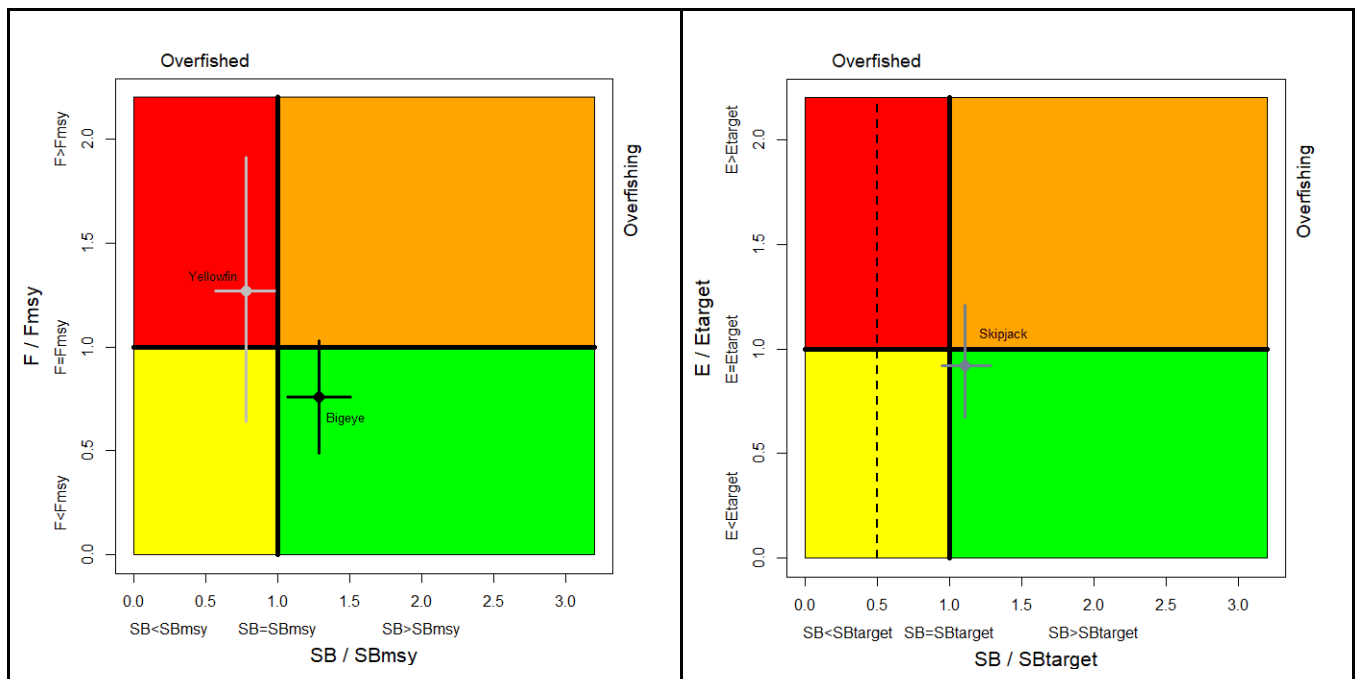 Overfished
F>Fmsy
F=Fmsy
F<Fmsy
F / Fmsy
2.0
1.5
1.0
0.5
0.0
Yellowfin
Bigeye
Overfishing
0.0 0.5 1.0 1.5 2.0 2.5 3.0
SB<SBmsy SB=SBmsy SB>SBmsy
SB / SBmsy
Overfished
E>Etarget
E=Etarget
E<Etarget
E / Etarget
2.0
1.5
1.0
0.5
0.0
Skipjack
Overfishing
0.0 0.5 1.0 1.5 2.0 2.5 3.0
SB<SBtarget SB=SBtarget SB>SBtarget
SB / SBtarget